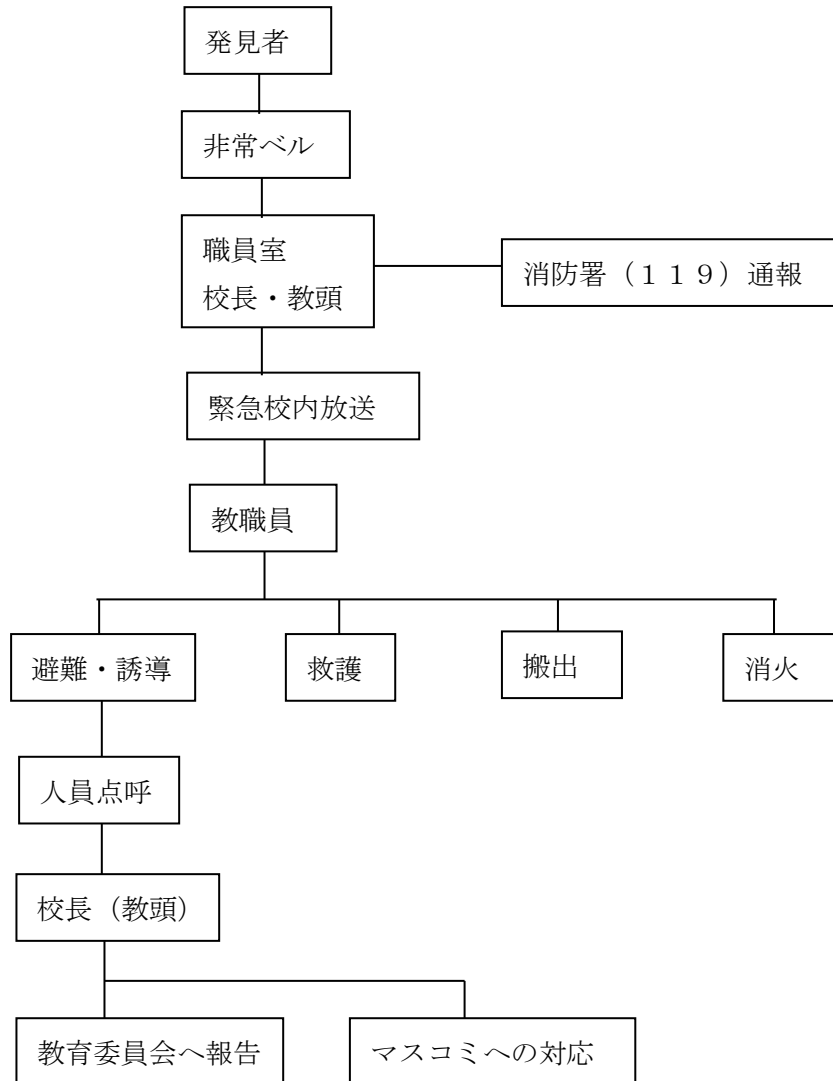 発見者
非常ベル
職員室
校長・教頭
消防署（１１９）通報
緊急校内放送
教職員
避難・誘導
救護
搬出
消火
人員点呼
校長（教頭）
教育委員会へ報告
マスコミへの対応